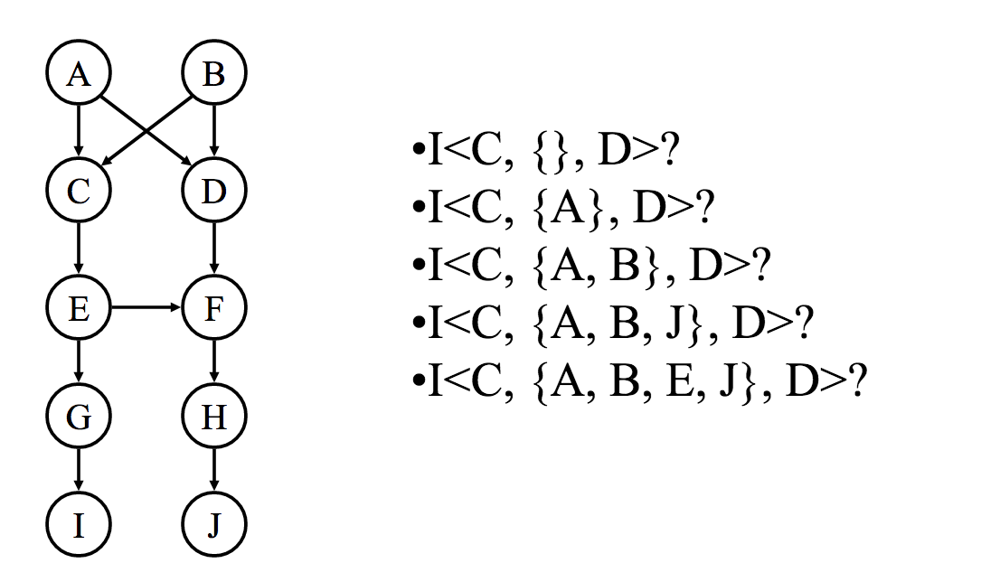 A B
C D
E F
G H
I J
•I<C, {}, D>?
•I<C, {A}, D>?
•I<C, {A, B}, D>?
•I<C, {A, B, J}, D>?
•I<C, {A, B, E, J}, D>?